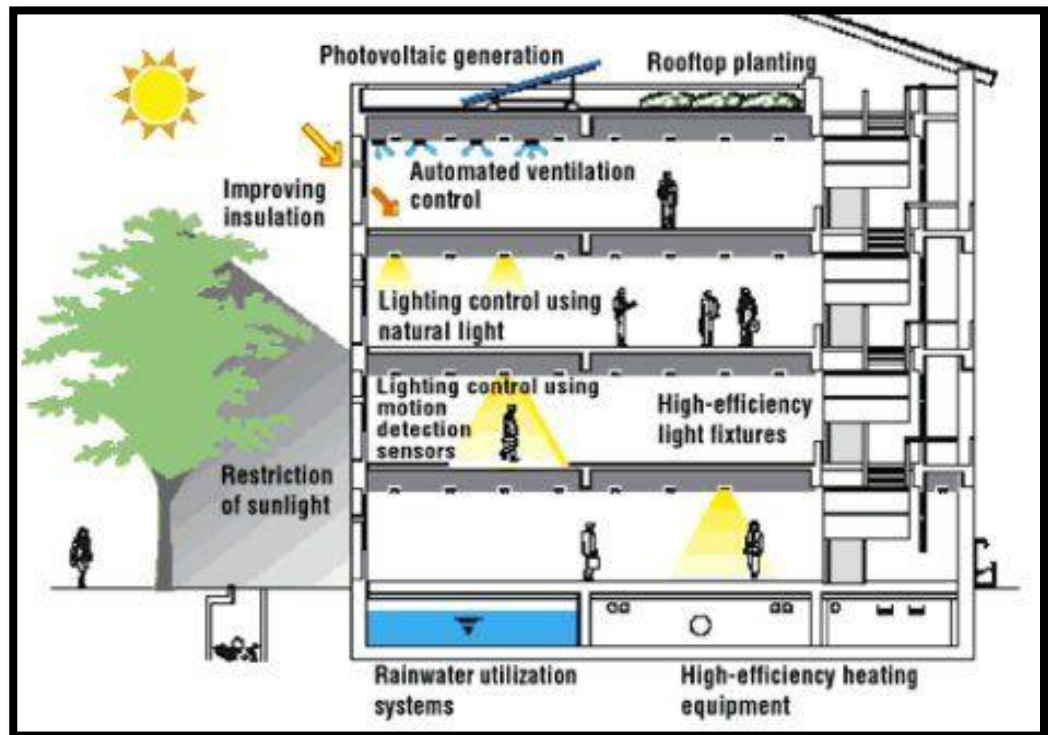 Photovoltaic generation
Rooftop planting
Improving
insulation
Automated ventilation
control
Lighting control using
natural light
Lighting control using
motion
detection
sensors
High-efficiency
light fixtures
Restriction
of sunlight
Rainwater utilization
systems
High-efficiency heating
equipment